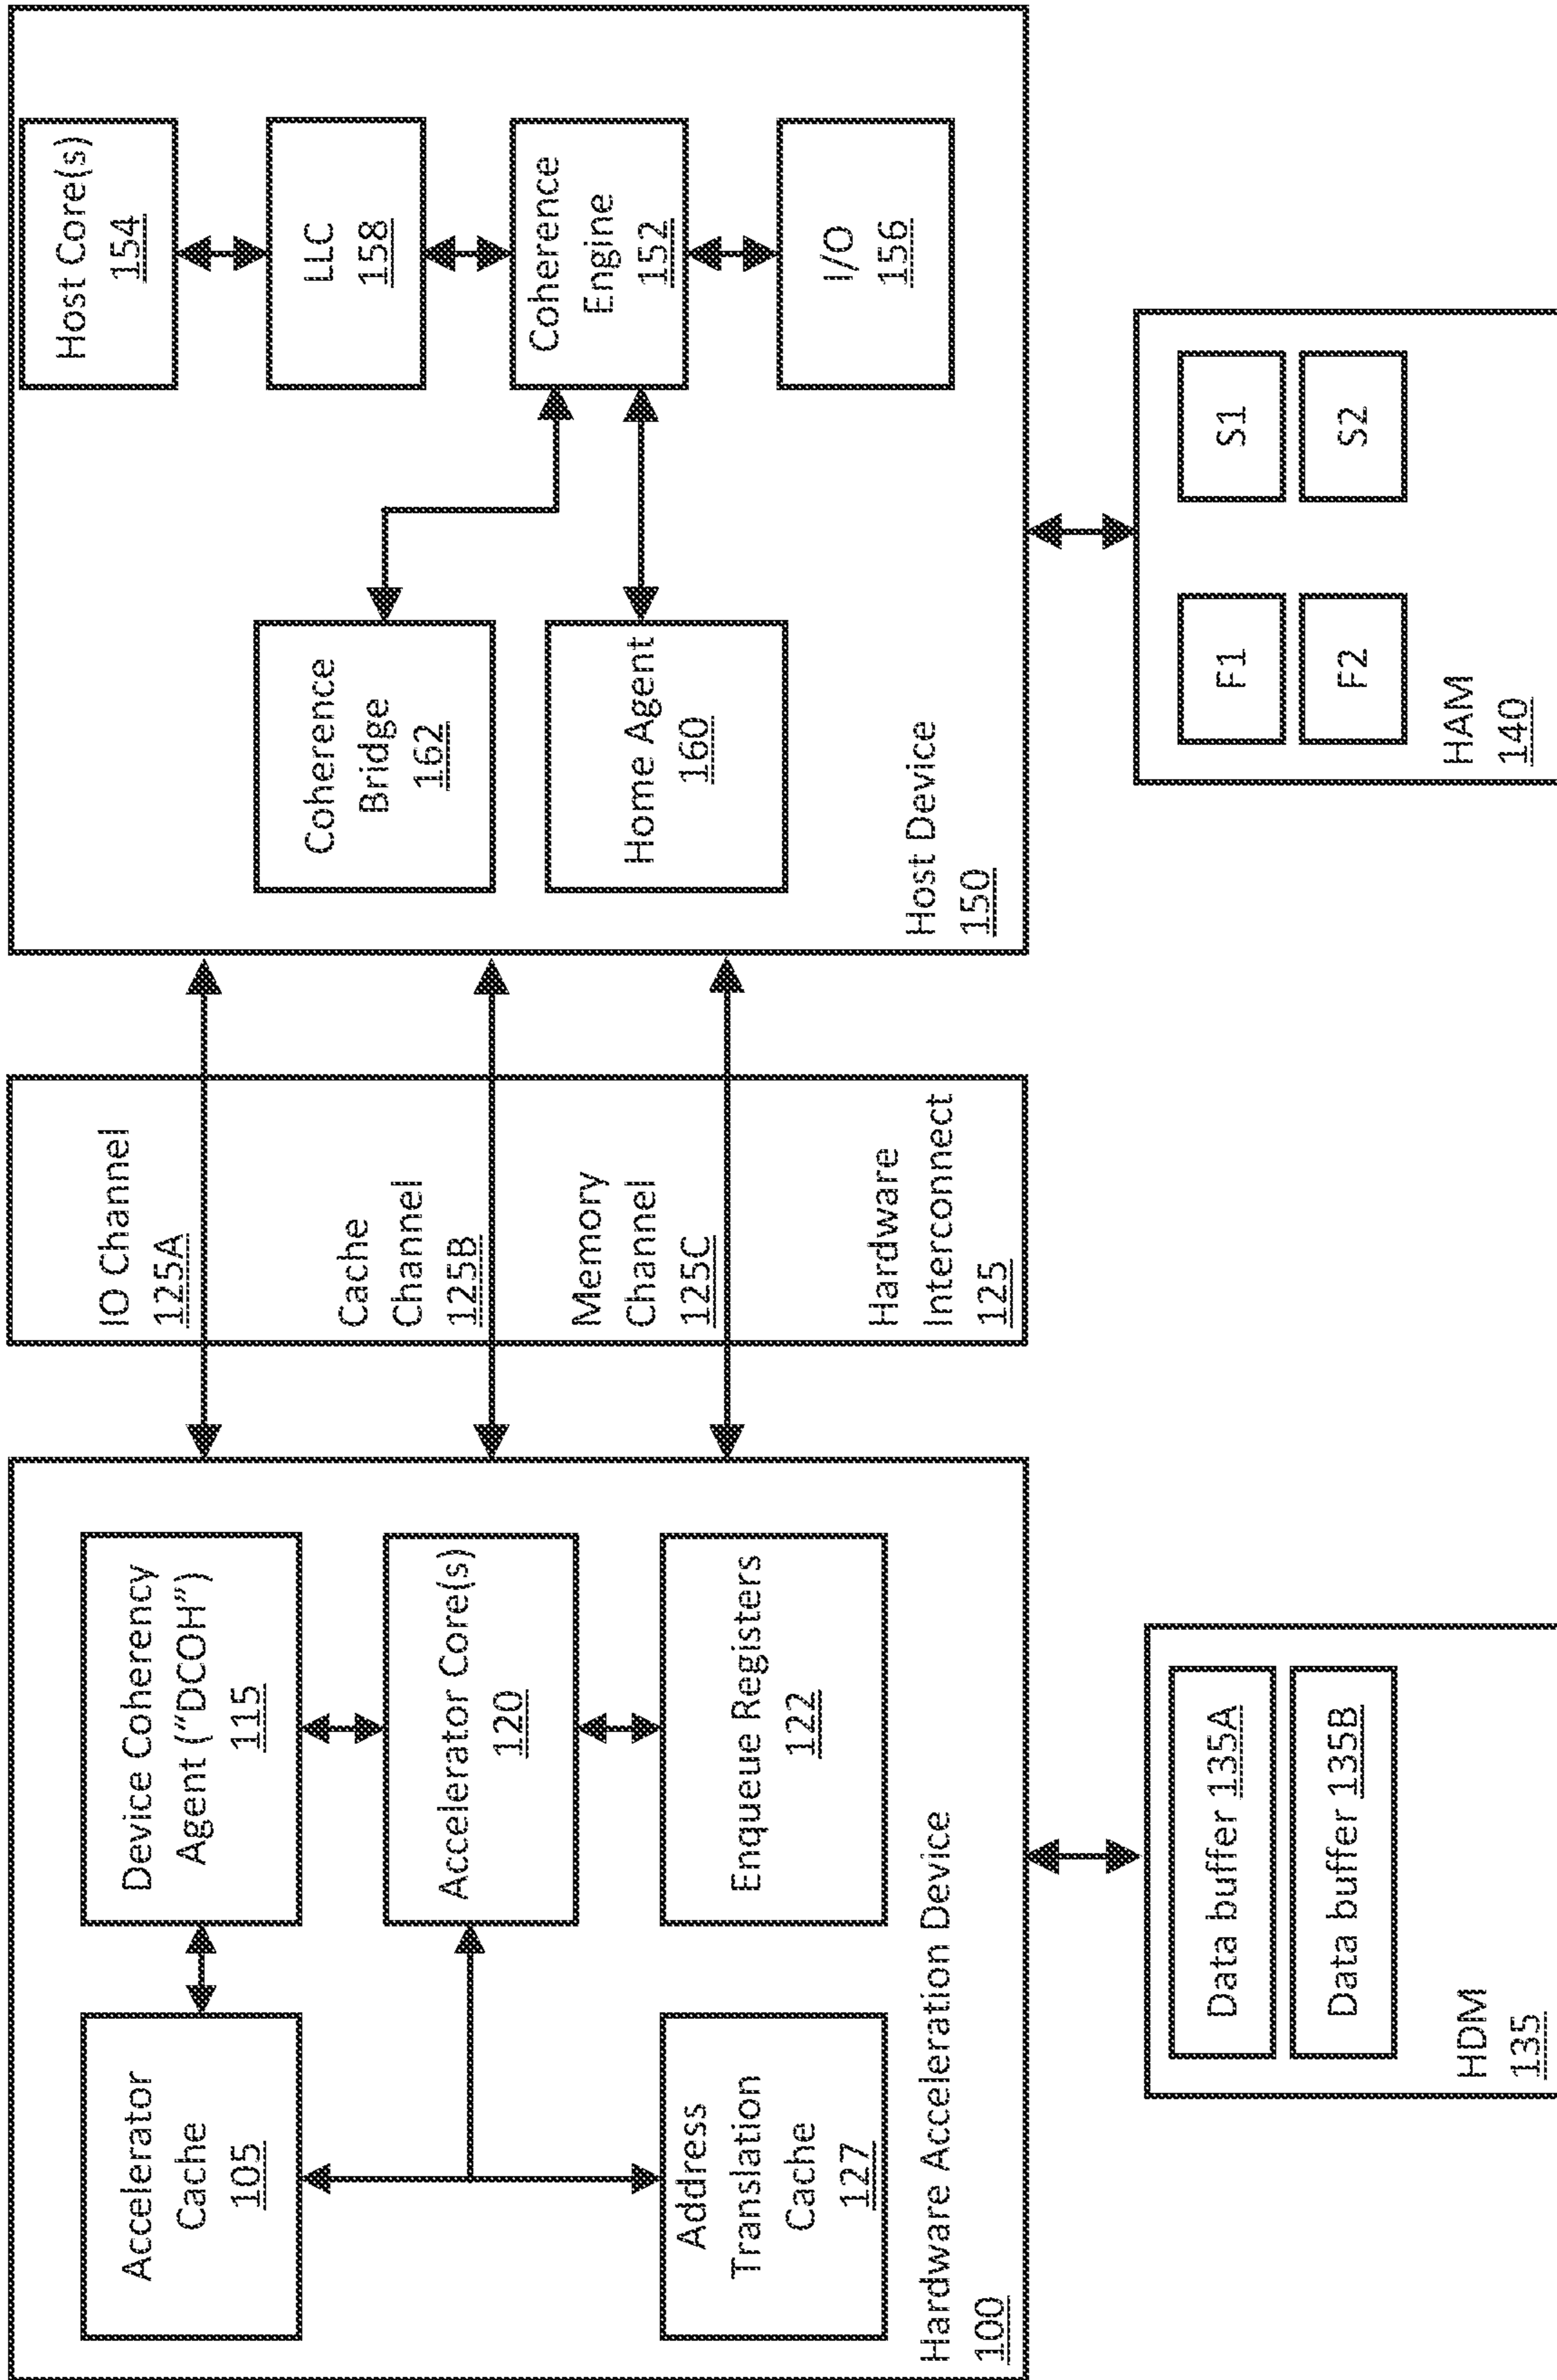 Accelerator
Cache
105
Device Coherency
Agent ("DCOH")
115
Accelerator Core(s)
120
Address
Translation
Cache
127
Enqueue Registers
122
Hardware Acceleration Device
100
Data buffer 135A
Data buffer 135B
HDM
135
IO Channel
125A
Cache
Channel
125B
Memory
Channel
125C
Hardware
Interconnect
125
Coherence
Bridge
162
Home Agent
160
Host Core(s)
154
LLC
158
Coherence
Engine
152
I/O
156
Host Device
150
F1
S1
F2
S2
HAM
140